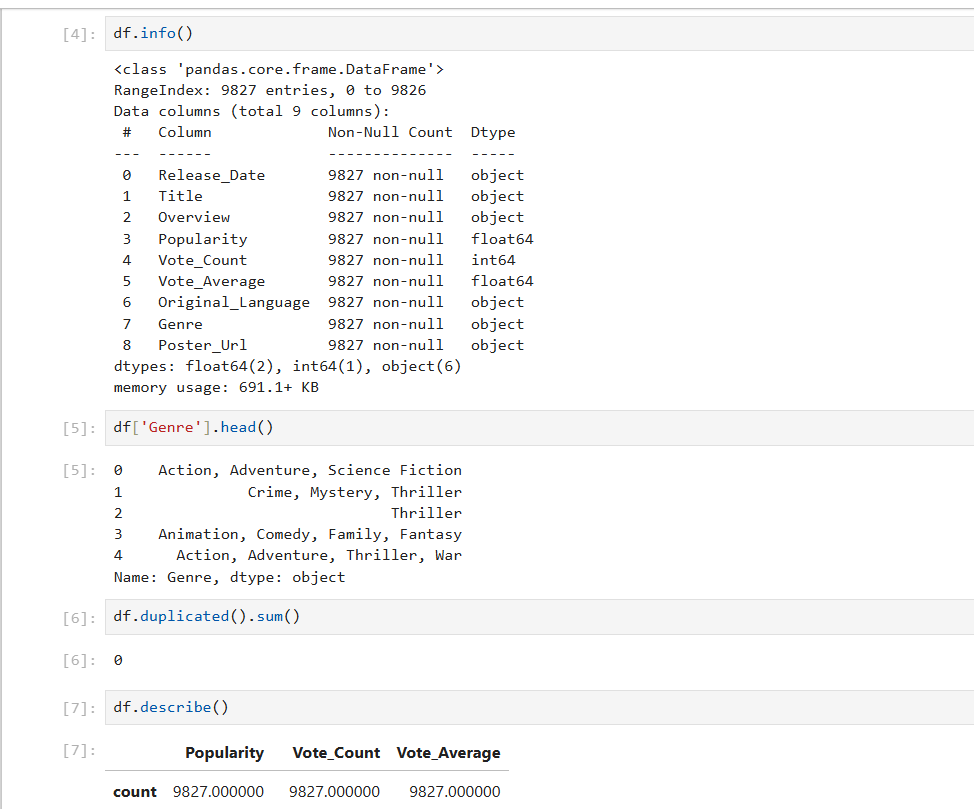 [4]: df.info()
<class 'pandas.core.frame.DataFrame'>
RangeIndex: 9827 entries, 0 to 9826
Data columns (total 9 columns):
 #   Column             Non-Null Count  Dtype
---  ------             --------------  -----
 0   Release_Date       9827 non-null   object
 1   Title              9827 non-null   object
 2   Overview           9827 non-null   object
 3   Popularity         9827 non-null   float64
 4   Vote_Count         9827 non-null   int64
 5   Vote_Average       9827 non-null   float64
 6   Original_Language  9827 non-null   object
 7   Genre              9827 non-null   object
 8   Poster_Url         9827 non-null   object
dtypes: float64(2), int64(1), object(6)
memory usage: 691.1+ KB
[5]: df['Genre'].head()
[5]: 0    Action, Adventure, Science Fiction
1              Crime, Mystery, Thriller
2                              Thriller
3    Animation, Comedy, Family, Fantasy
4      Action, Adventure, Thriller, War
Name: Genre, dtype: object
[6]: df.duplicated().sum()
[6]: 0
[7]: df.describe()
[7]: Popularity Vote_Count Vote_Average
count 9827.000000 9827.000000 9827.000000